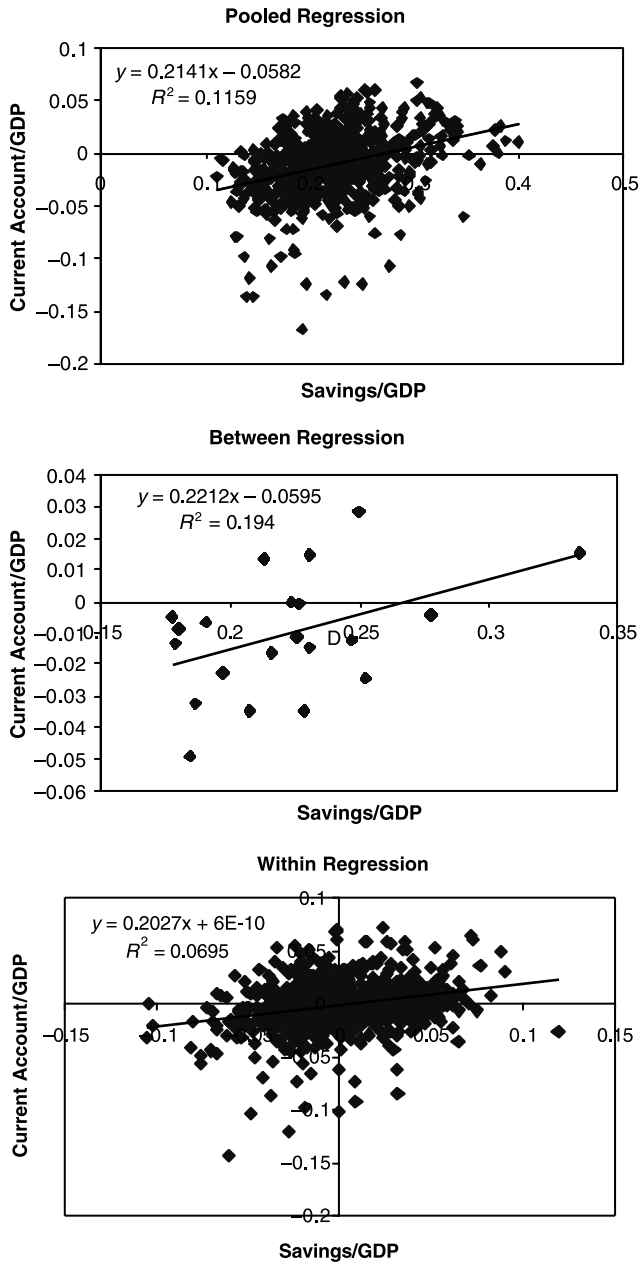 Pooled Regression
y = 0.2141x – 0.0582
R² = 0.1159
Current Account/GDP
0.1
0.05
0
–0.05
–0.1
–0.15
–0.2
0
0.1
0.2
0.3
0.4
0.5
Savings/GDP
Between Regression
y = 0.2212x – 0.0595
R² = 0.194
Current Account/GDP
0.04
0.03
0.02
0.01
0
–0.01
–0.02
–0.03
–0.04
–0.05
–0.06
0.15
0.2
D
0.25
0.3
0.35
Savings/GDP
Within Regression
y = 0.2027x + 6E-10
R² = 0.0695
Current Account/GDP
0.1
0.05
0
–0.05
–0.1
–0.15
–0.2
–0.15
–0.1
–0.05
0
0.05
0.1
0.15
Savings/GDP